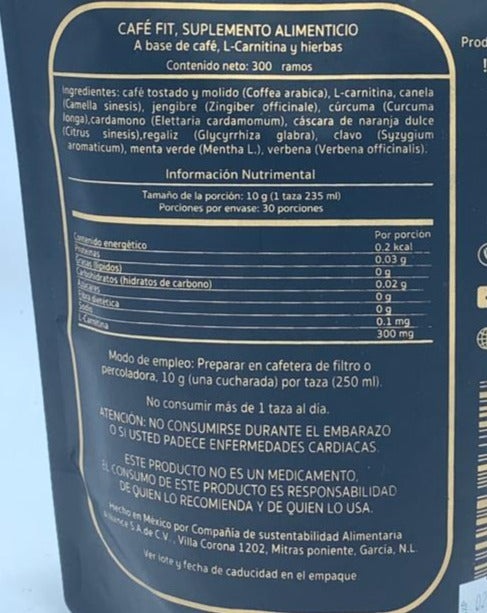 CAFÉ FIT, SUPLEMENTO ALIMENTICIO
A base de café, L-Carnitina y hierbas
Contenido neto: 300 ramos
Ingredientes: café tostado y molido (Coffea arabica), L-carnitina, canela
(Camella sinesis), jengibre (Zingiber officinale), cúrcuma (Curcuma
longa),cardamono (Elettaria cardamomum), cáscara de naranja dulce
(Citrus sinesis),regaliz (Glycyrrhiza glabra), clavo (Syzygium
aromaticum), menta verde (Mentha L.), verbena (Verbena officinalis).
Información Nutrimental
Tamaño de la porción: 10 g (1 taza 235 ml)
Porciones por envase: 30 porciones
Por porción
Contenido energético 0.2 kcal
Proteínas 0.03 g
Grasas (lípidos) 0 g
Carbohidratos (hidratos de carbono) 0.02 g
Azúcares 0 g
Fibra dietética 0 g
Sodio 0.1 mg
L-Carnitina 300 mg
Modo de empleo: Preparar en cafetera de filtro o
percoladora, 10 g (una cucharada) por taza (250 ml).
No consumir más de 1 taza al día.
ATENCIÓN: NO CONSUMIRSE DURANTE EL EMBARAZO
O SI USTED PADECE ENFERMEDADES CARDIACAS.
ESTE PRODUCTO NO ES UN MEDICAMENTO.
EL CONSUMO DE ESTE PRODUCTO ES RESPONSABILIDAD
DE QUIEN LO RECOMIENDA Y DE QUIEN LO USA.
Hecho en México por Compañía de sustentabilidad Alimentaria
S.A de C.V., Villa Corona 1202, Mitras poniente, García, N.L.
Ver lote y fecha de caducidad en el empaque
Prod